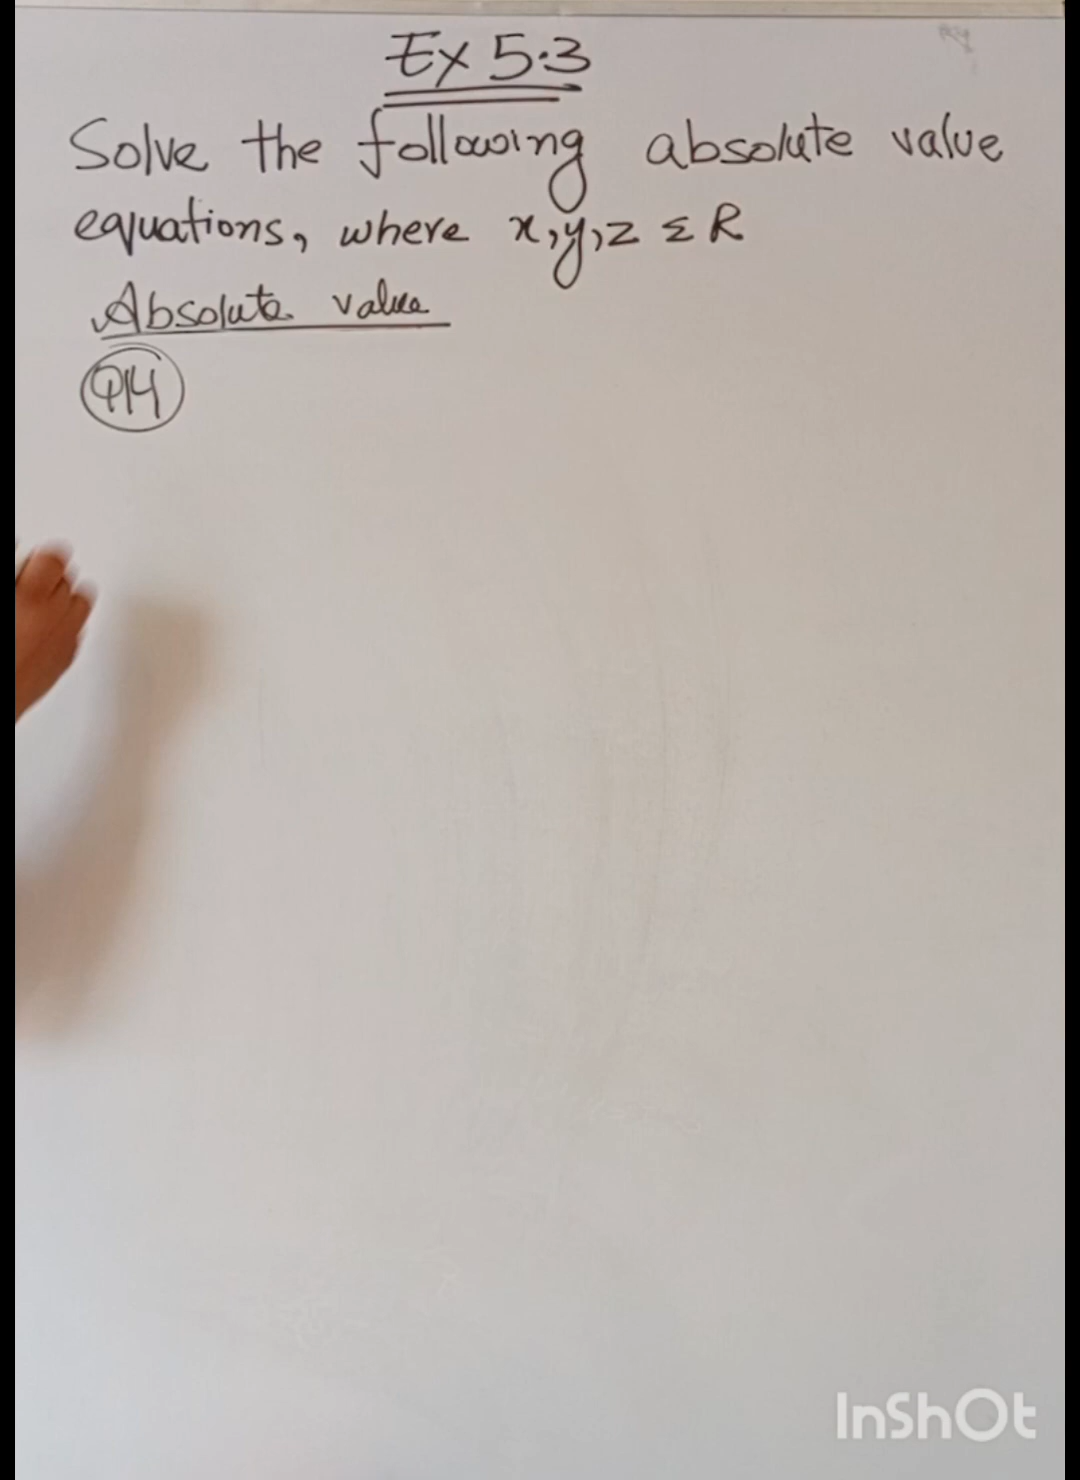 Ex 5.3
Solve the following absolute value
equations, where x,y,z Σ R
Absolute value
Q14
InShOt